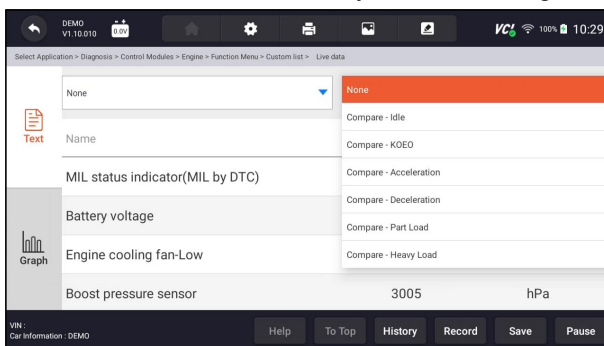 DEMO
V1.10.010
0.0V
VCI 100% 10:29
Select Application > Diagnosis > Control Modules > Engine > Function Menu > Custom list > Live data
None
None
Compare - Idle
Compare - KOEO
Compare - Acceleration
Compare - Deceleration
Compare - Part Load
Compare - Heavy Load
Text
Name
MIL status indicator(MIL by DTC)
Battery voltage
Graph
Engine cooling fan-Low
Boost pressure sensor 3005 hPa
VIN :
Car Information : DEMO
Help To Top History Record Save Pause